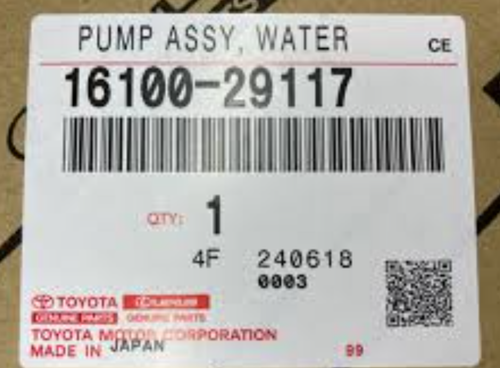 PUMP ASSY, WATER CE
16100-29117
QTY: 1
4F 240618
0003
TOYOTA LEXUS
GENUINE PARTS GENUINE PARTS
TOYOTA MOTOR CORPORATION
MADE IN JAPAN 99